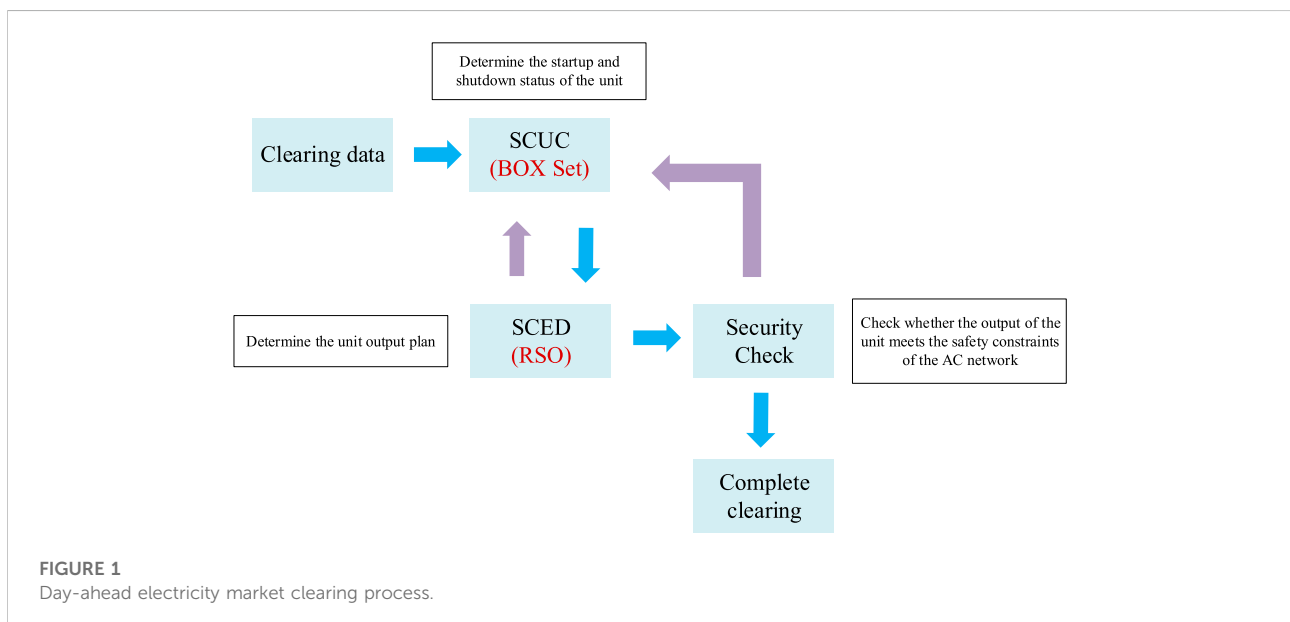 Determine the startup and
shutdown status of the unit
Clearing data
SCUC
(BOX Set)
Determine the unit output plan
SCED
(RSO)
Security
Check
Check whether the output of the
unit meets the safety constraints
of the AC network
Complete
clearing
FIGURE 1
Day-ahead electricity market clearing process.